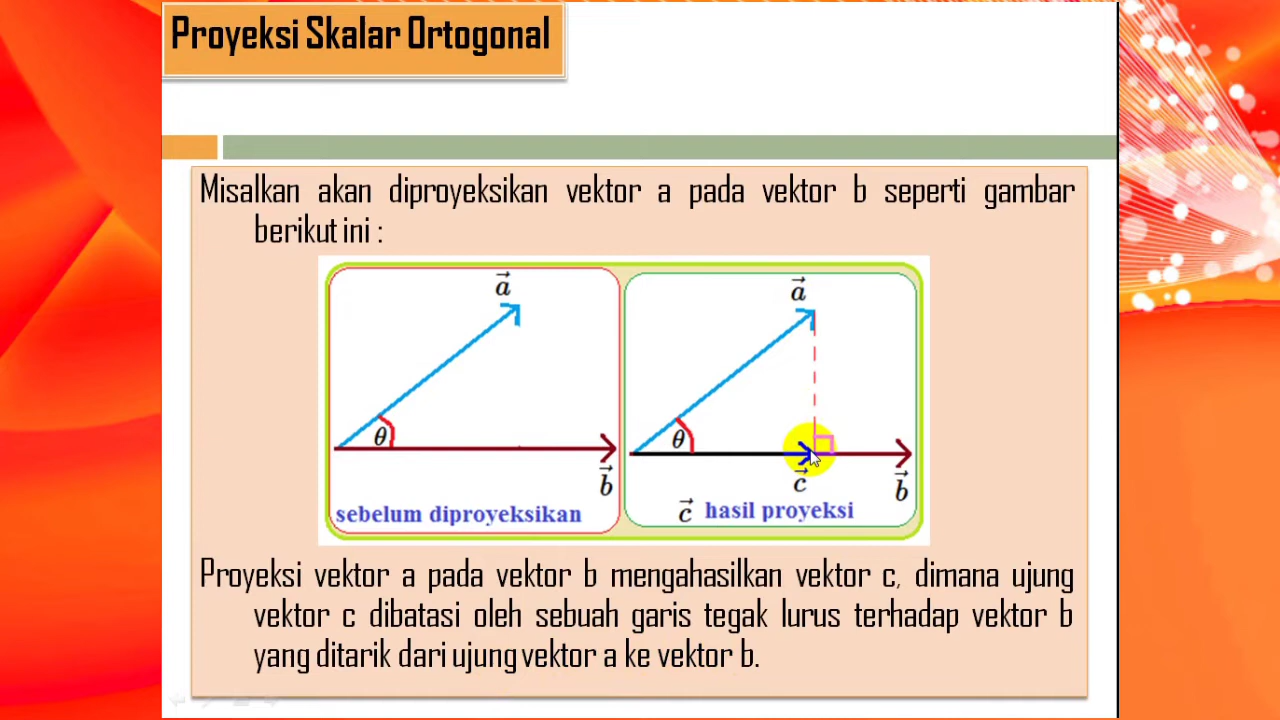 Proyeksi Skalar Ortogonal
Misalkan akan diproyeksikan vektor a pada vektor b seperti gambar
berikut ini :
a⃗
θ
b⃗
sebelum diproyeksikan
a⃗
θ
c⃗
b⃗
c⃗ hasil proyeksi
Proyeksi vektor a pada vektor b mengahasilkan vektor c, dimana ujung
vektor c dibatasi oleh sebuah garis tegak lurus terhadap vektor b
yang ditarik dari ujung vektor a ke vektor b.